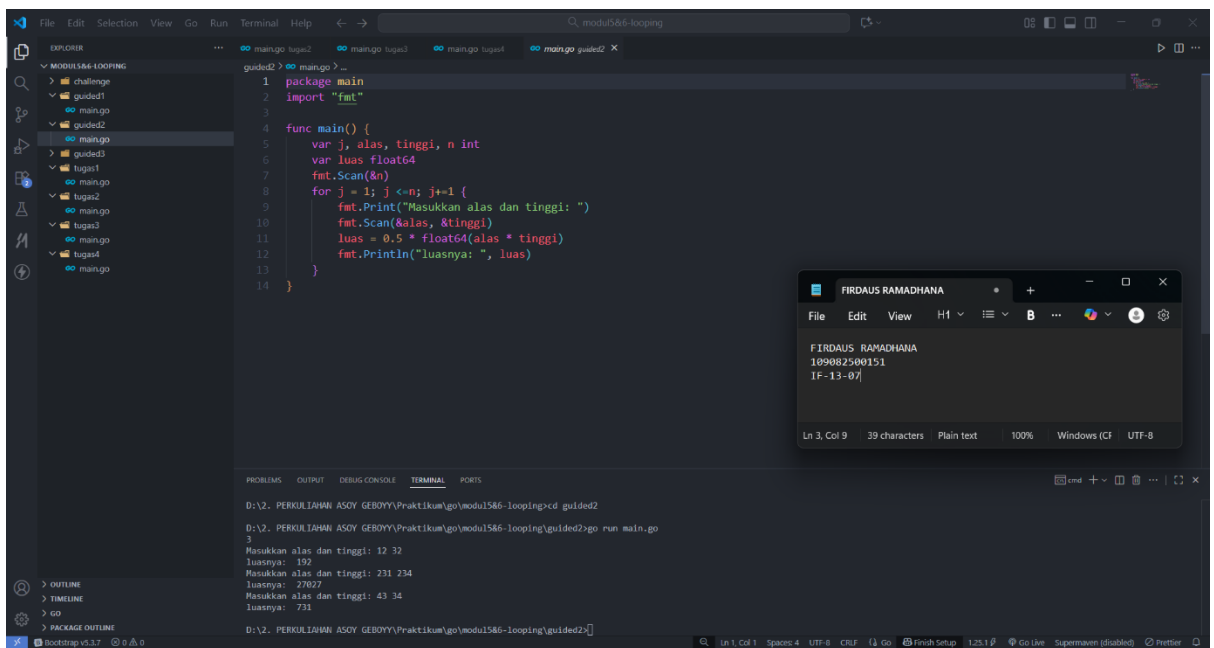 File Edit Selection View Go Run Terminal Help
modul5&6-looping
EXPLORER
MODUL5&6-LOOPING
challenge
guided1
main.go
guided2
main.go
guided3
tugas1
main.go
tugas2
main.go
tugas3
main.go
tugas4
main.go
OUTLINE
TIMELINE
GO
PACKAGE OUTLINE
main.go tugas2 main.go tugas3 main.go tugas4 main.go guided2
guided2 > main.go > ...
1 package main
2 import "fmt"
3
4 func main() {
5 var j, alas, tinggi, n int
6 var luas float64
7 fmt.Scan(&n)
8 for j = 1; j <=n; j+=1 {
9 fmt.Print("Masukkan alas dan tinggi: ")
10 fmt.Scan(&alas, &tinggi)
11 luas = 0.5 * float64(alas * tinggi)
12 fmt.Println("luasnya: ", luas)
13 }
14 }
FIRDAUS RAMADHANA
File Edit View H1 B ...
FIRDAUS RAMADHANA
109082500151
IF-13-07
Ln 3, Col 9 39 characters Plain text 100% Windows (CF UTF-8
PROBLEMS OUTPUT DEBUG CONSOLE TERMINAL PORTS
cmd
D:\2. PERKULIAHAN ASOY GEBOYY\Praktikum\go\modul5&6-looping>cd guided2
D:\2. PERKULIAHAN ASOY GEBOYY\Praktikum\go\modul5&6-looping\guided2>go run main.go
3
Masukkan alas dan tinggi: 12 32
luasnya: 192
Masukkan alas dan tinggi: 231 234
luasnya: 27027
Masukkan alas dan tinggi: 43 34
luasnya: 731
D:\2. PERKULIAHAN ASOY GEBOYY\Praktikum\go\modul5&6-looping\guided2>
Bootstrap v5.3.7 0 0
Ln 1, Col 1 Spaces: 4 UTF-8 CRLF Go Finish Setup 1.25.1 Go Live Supermaven (disabled) Prettier